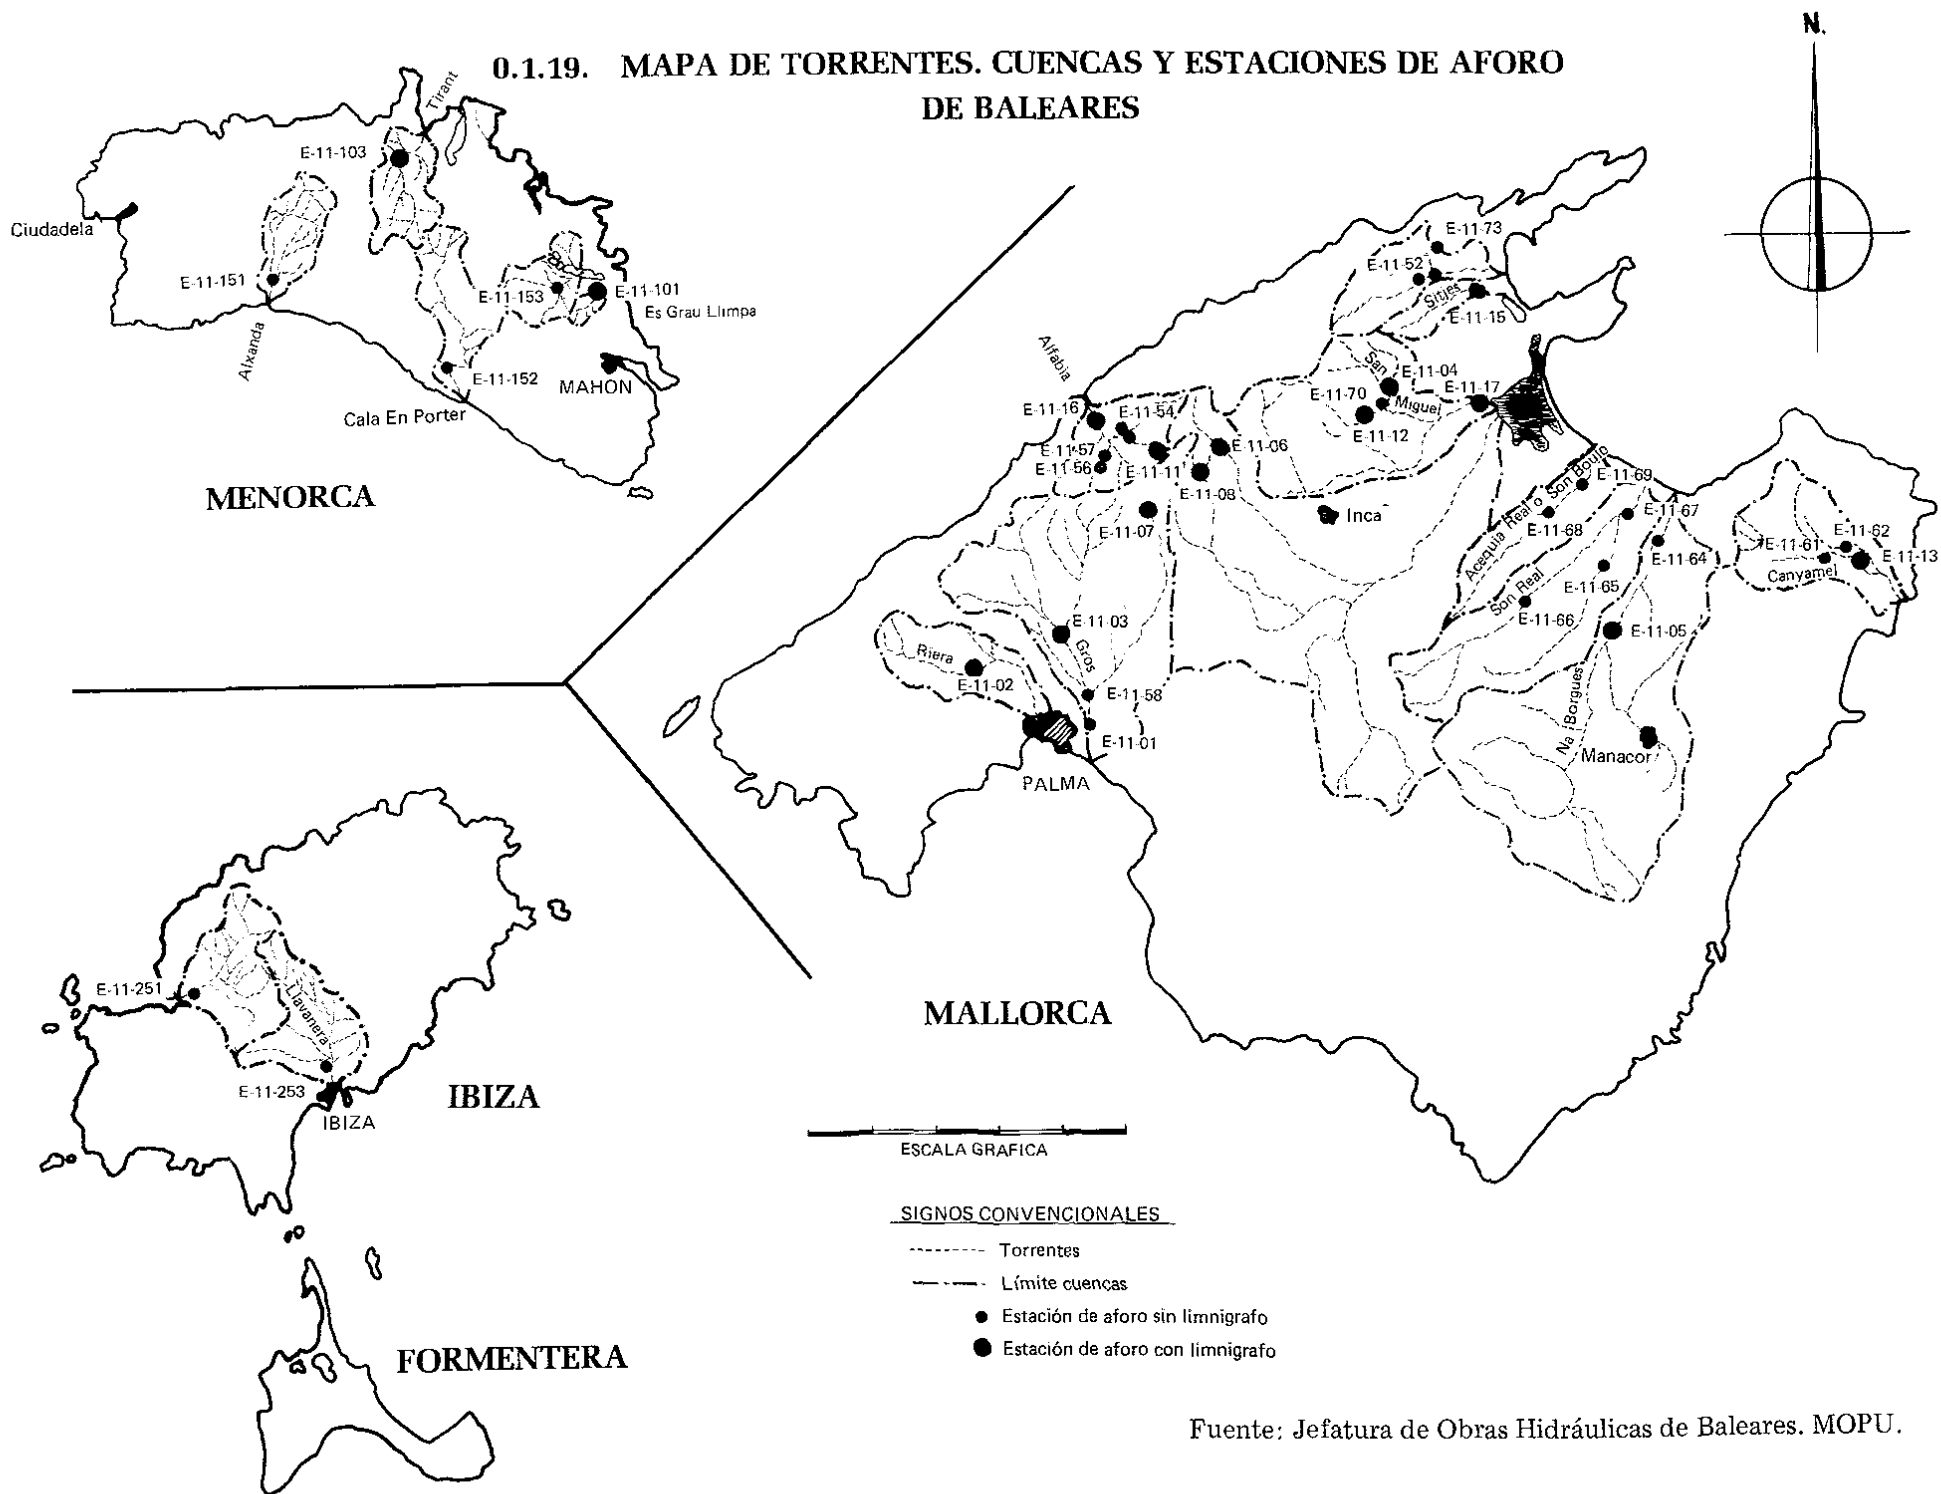 N.
0.1.19. MAPA DE TORRENTES. CUENCAS Y ESTACIONES DE AFORO
DE BALEARES
Tirant
E-11-103
Ciudadela
E-11-151
E-11-153
E-11-101
Es Grau Llimpa
Alxanda
E-11-152
MAHON
Cala En Porter
MENORCA
E-11-73
E-11-52
Sitjes
E-11-15
Alfabia
San
E-11-04
E-11-70
Miguel
E-11-17
E-11-12
E-11-16
E-11-54
E-11-57
E-11-56
E-11-11
E-11-06
E-11-08
E-11-07
Inca
Acequia Real o Son Boulo
E-11-69
E-11-68
E-11-67
E-11-64
E-11-65
Son Real
E-11-66
E-11-61
E-11-62
E-11-13
Canyamel
E-11-03
Gros
Riera
E-11-02
E-11-58
E-11-01
E-11-05
Na Borgues
Manacor
PALMA
MALLORCA
E-11-251
Llavanera
E-11-253
IBIZA
IBIZA
FORMENTERA
ESCALA GRAFICA
SIGNOS CONVENCIONALES
Torrentes
Límite cuencas
Estación de aforo sin limnigrafo
Estación de aforo con limnigrafo
Fuente: Jefatura de Obras Hidráulicas de Baleares. MOPU.